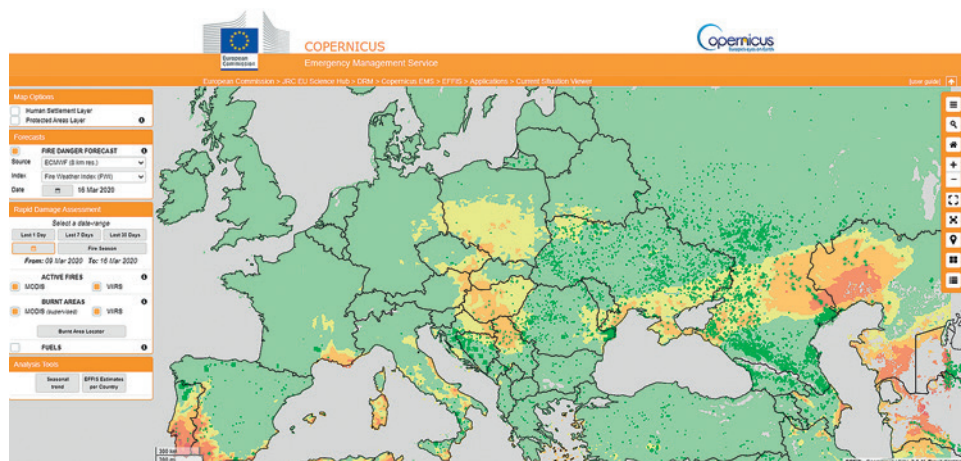 European
Commission
COPERNICUS
Emergency Management Service
Copernicus
Europe's eyes on Earth
European Commission > JRC EU Science Hub > DRM > Copernicus EMS > EFFIS > Applications > Current Situation Viewer
[user guide]
Map Options
Human Settlement Layer
Protected Areas Layer
Forecasts
FIRE DANGER FORECAST
Source ECMWF (8 km res.)
Index Fire Weather Index (FWI)
Date 16 Mar 2020
Rapid Damage Assessment
Select a date-range
Last 1 Day Last 7 Days Last 30 Days
Fire Season
From: 09 Mar 2020 To: 16 Mar 2020
ACTIVE FIRES
MODIS VIIRS
BURNT AREAS
MODIS (supervised) VIIRS
Burnt Area Locator
FUELS
Analysis Tools
Seasonal trend
EFFIS Estimates per Country
300 km